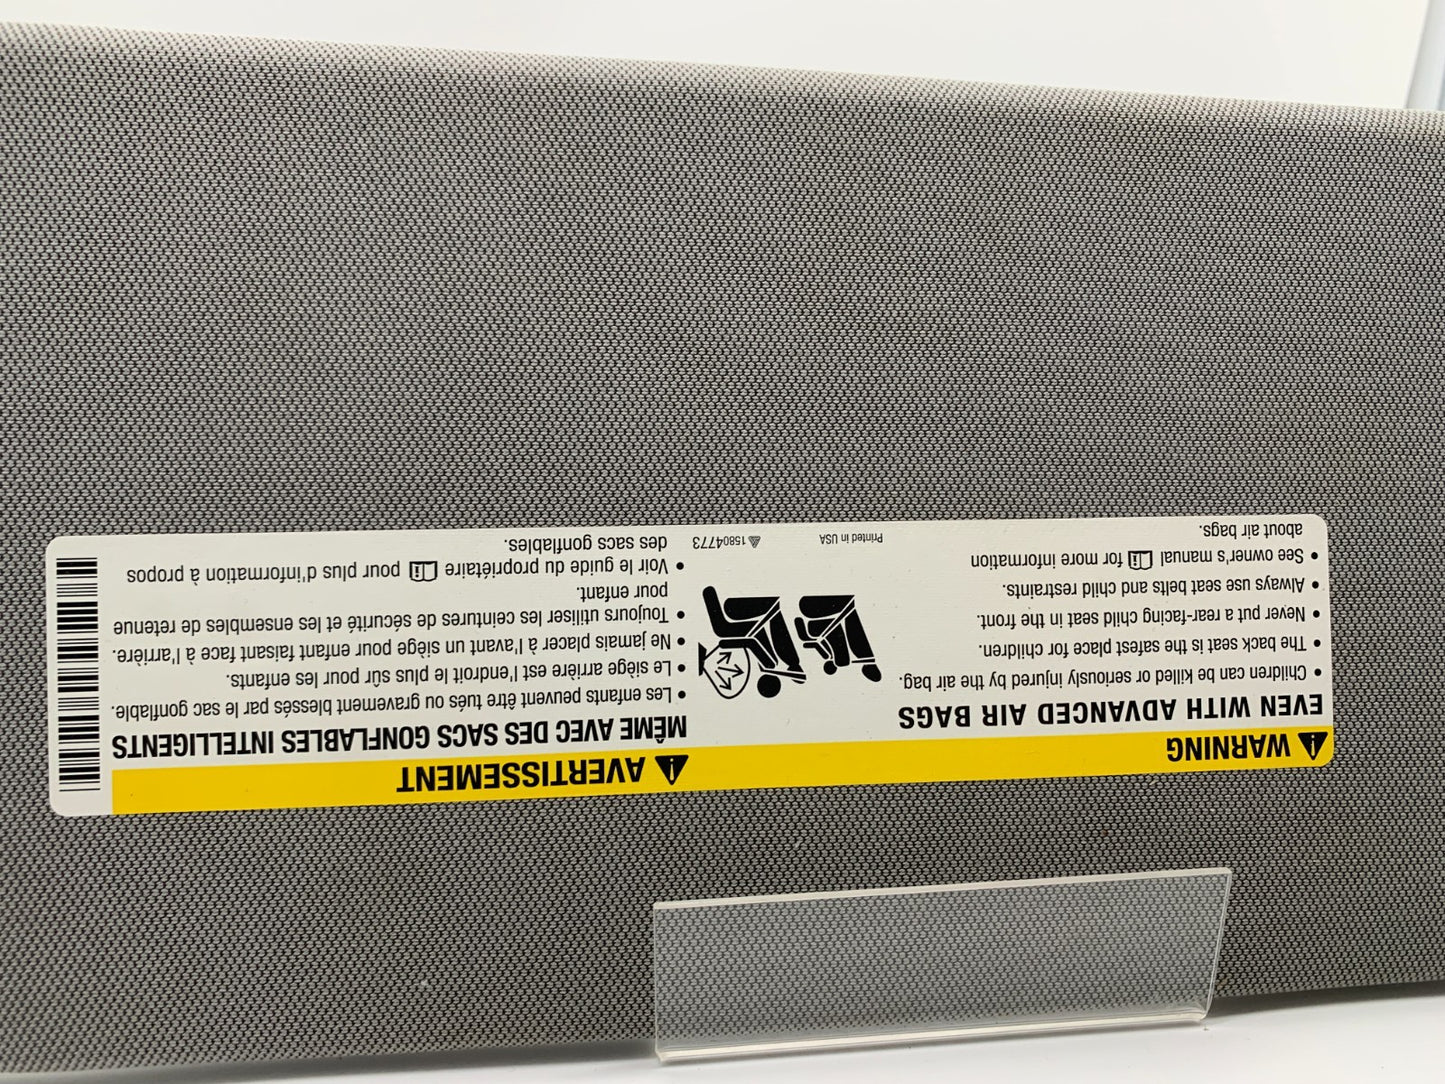 WARNING
EVEN WITH ADVANCED AIR BAGS
• Children can be killed or seriously injured by the air bag.
• The back seat is the safest place for children.
• Never put a rear-facing child seat in the front.
• Always use seat belts and child restraints.
• See owner's manual for more information
about air bags.
Printed in USA
15804773
AVERTISSEMENT
MÊME AVEC DES SACS GONFLABLES INTELLIGENTS
• Les enfants peuvent être tués ou gravement blessés par le sac gonflable.
• Le siège arrière est l'endroit le plus sûr pour les enfants.
• Ne jamais placer à l'avant un siège pour enfant faisant face à l'arrière.
• Toujours utiliser les ceintures de sécurité et les ensembles de retenue
pour enfant.
• Voir le guide du propriétaire pour plus d'information à propos
des sacs gonflables.